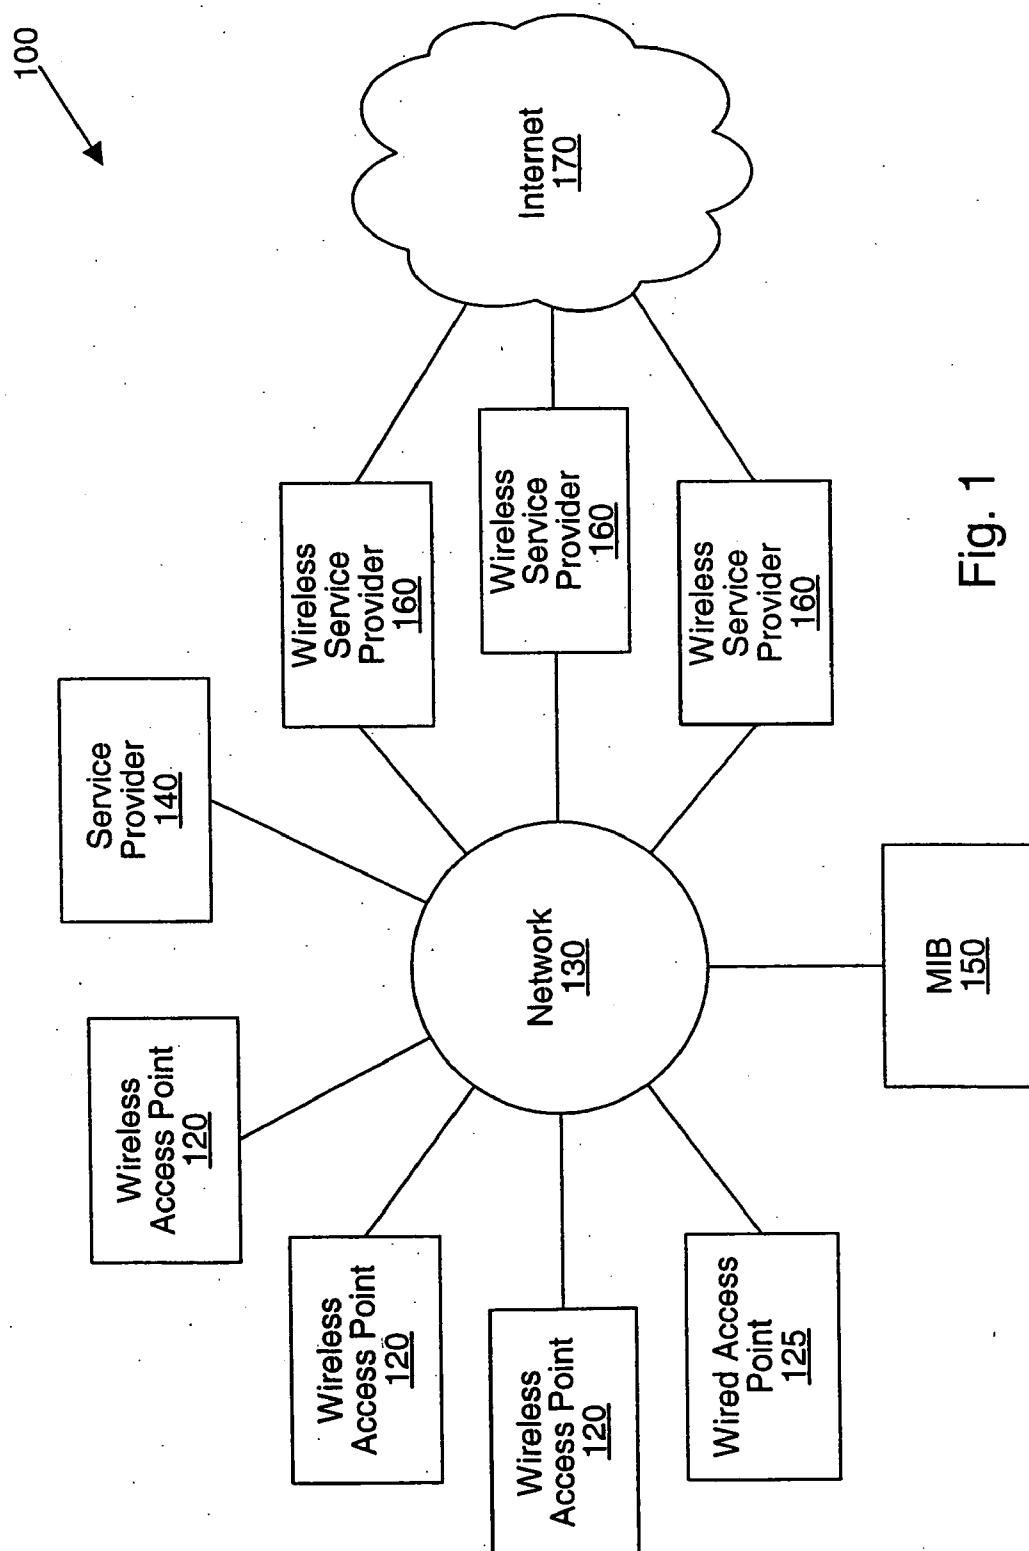 100
Service
Provider
140
Wireless
Access Point
120
Wireless
Access Point
120
Wireless
Access Point
120
Wired Access
Point
125
Network
130
MIB
150
Wireless
Service
Provider
160
Wireless
Service
Provider
160
Wireless
Service
Provider
160
Internet
170
Fig. 1